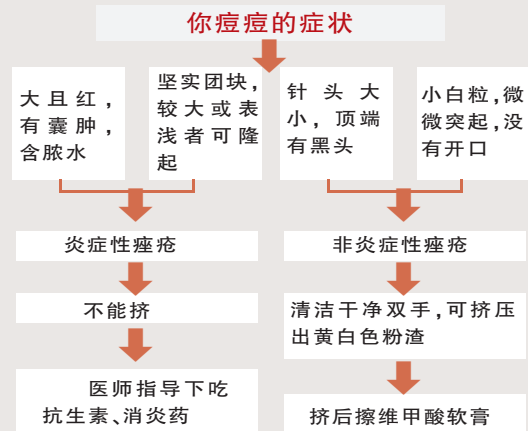 你痘痘的症状
大且红，
有囊肿，
含脓水
坚实团块，
较大或表
浅者可隆
起
针头大
小，顶端
有黑头
小白粒，微
微突起，没
有开口
炎症性痤疮
非炎症性痤疮
不能挤
清洁干净双手，可挤压
出黄白色粉渣
医师指导下吃
抗生素、消炎药
挤后擦维甲酸软膏